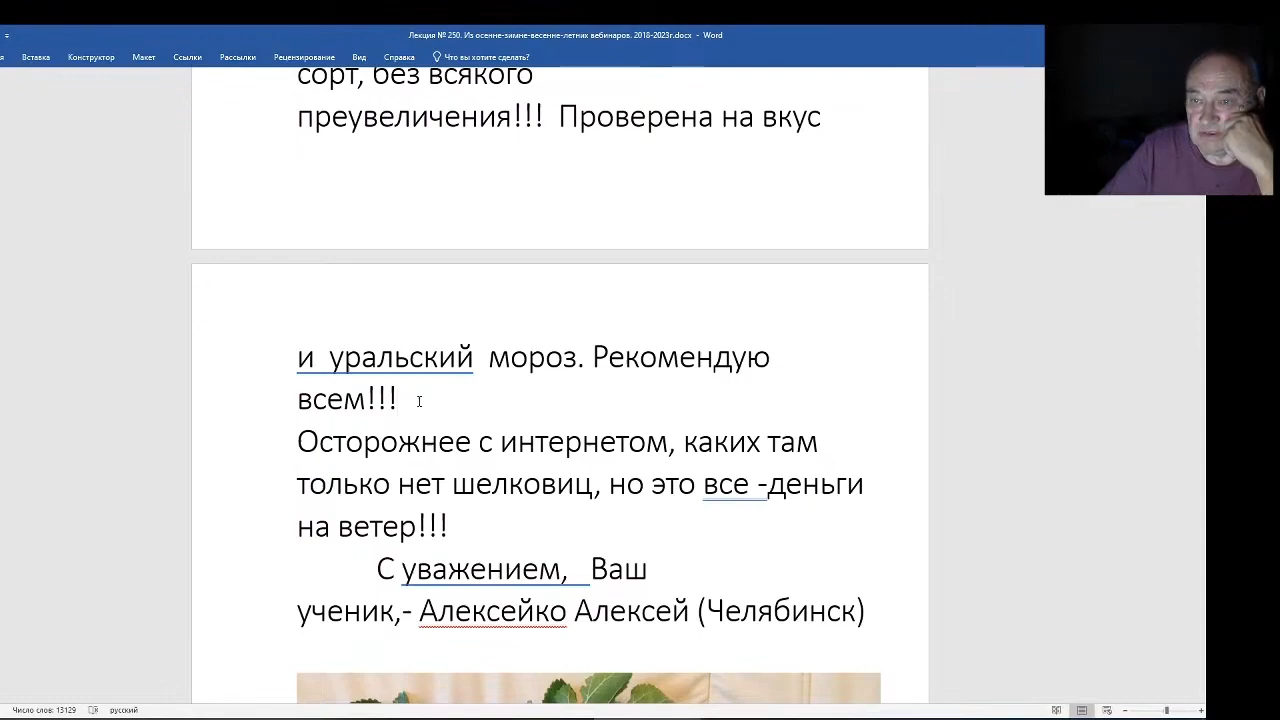 Лекция № 250. Из осенне-зимне-весенне-летних вебинаров. 2018-2023г.docx - Word
я Вставка Конструктор Макет Ссылки Рассылки Рецензирование Вид Справка Что вы хотите сделать?
сорт, без всякого
преувеличения!!! Проверена на вкус
и уральский мороз. Рекомендую
всем!!!
Осторожнее с интернетом, каких там
только нет шелковиц, но это все -деньги
на ветер!!!
С уважением, Ваш
ученик,- Алексейко Алексей (Челябинск)
Число слов: 13129 русский